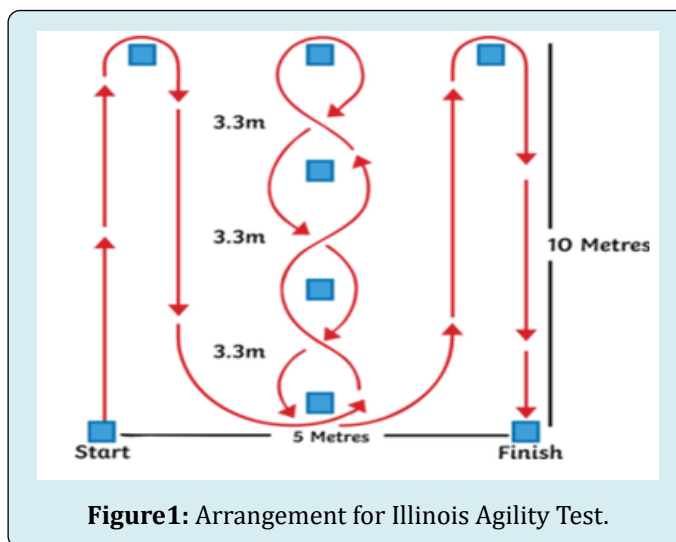 3.3m
3.3m
10 Metres
3.3m
5 Metres
Start
Finish
Figure1: Arrangement for Illinois Agility Test.